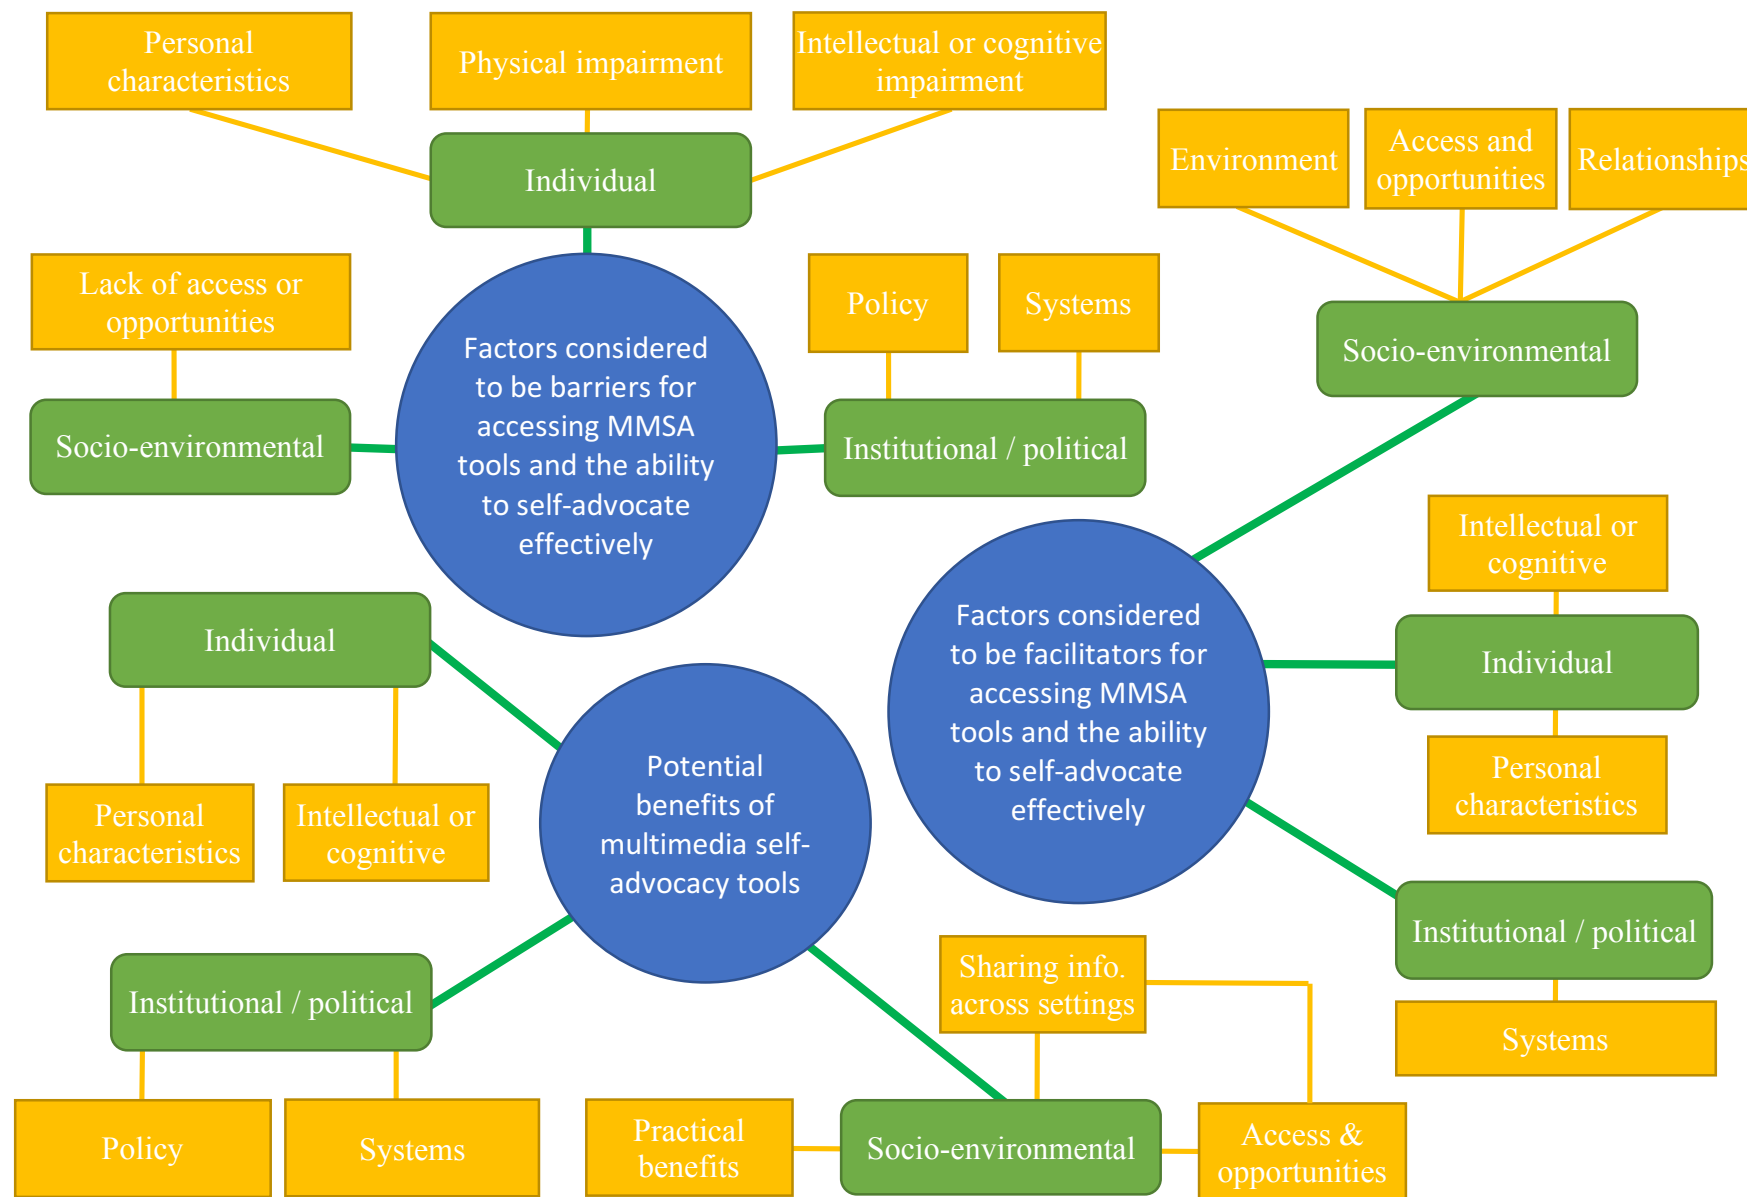 Personal
characteristics
Physical impairment
Intellectual or cognitive
impairment
Individual
Lack of access or
opportunities
Socio-environmental
Factors considered
to be barriers for
accessing MMSA
tools and the ability
to self-advocate
effectively
Policy
Systems
Institutional / political
Environment
Access and
opportunities
Relationships
Socio-environmental
Factors considered
to be facilitators for
accessing MMSA
tools and the ability
to self-advocate
effectively
Intellectual or
cognitive
Individual
Personal
characteristics
Institutional / political
Systems
Individual
Personal
characteristics
Intellectual or
cognitive
Potential
benefits of
multimedia self-
advocacy tools
Institutional / political
Policy
Systems
Sharing info.
across settings
Practical
benefits
Socio-environmental
Access &
opportunities